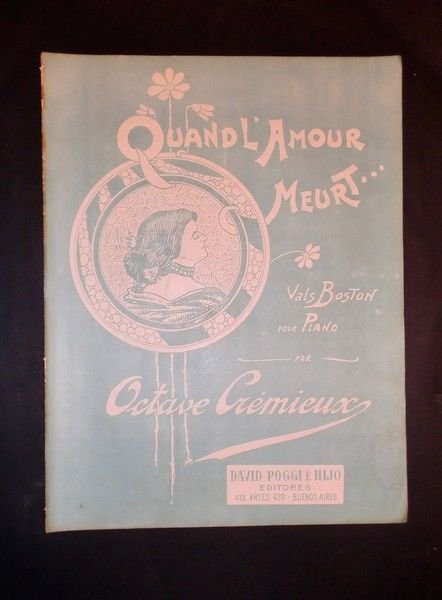 QUAND L'AMOUR
MEURT...
Vals BOSTON
POUR PIANO
PAR
Octave Crémieux
DAVID POGGI É HIJO
EDITORES
418 ARTES 420 - BUENOS AIRES